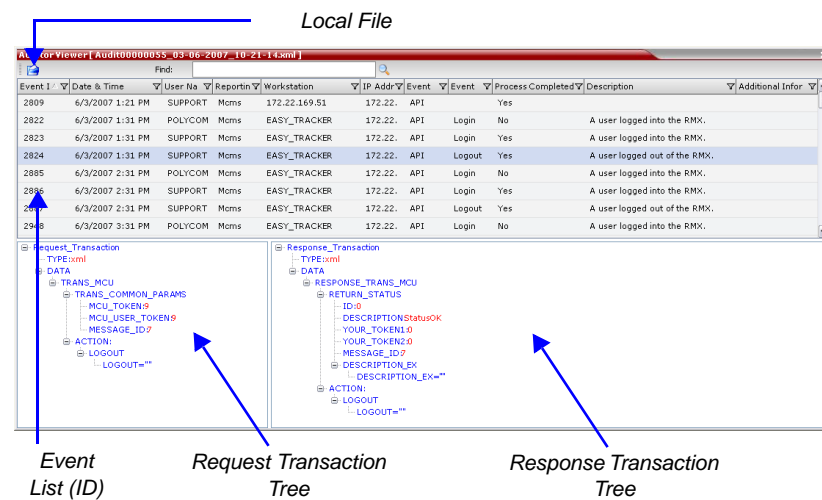 Local File
Auditor Viewer [ Audit00000055_03-06-2007_10-21-14.xml ]
Find:
Event I Date & Time User Na Reportin Workstation IP Addr Event Event Process Completed Description Additional Infor
2809 6/3/2007 1:21 PM SUPPORT Mcms 172.22.169.51 172.22. API Yes
2822 6/3/2007 1:31 PM POLYCOM Mcms EASY_TRACKER 172.22. API Login No A user logged into the RMX.
2823 6/3/2007 1:31 PM SUPPORT Mcms EASY_TRACKER 172.22. API Login Yes A user logged into the RMX.
2824 6/3/2007 1:31 PM SUPPORT Mcms EASY_TRACKER 172.22. API Logout Yes A user logged out of the RMX.
2885 6/3/2007 2:31 PM POLYCOM Mcms EASY_TRACKER 172.22. API Login No A user logged into the RMX.
2886 6/3/2007 2:31 PM SUPPORT Mcms EASY_TRACKER 172.22. API Login Yes A user logged into the RMX.
6/3/2007 2:31 PM SUPPORT Mcms EASY_TRACKER 172.22. API Logout Yes A user logged out of the RMX.
2948 6/3/2007 3:31 PM POLYCOM Mcms EASY_TRACKER 172.22. API Login No A user logged into the RMX.
Request_Transaction
TYPE:xml
DATA
TRANS_MCU
TRANS_COMMON_PARAMS
MCU_TOKEN:9
MCU_USER_TOKEN:9
MESSAGE_ID:7
ACTION:
LOGOUT
LOGOUT=""
Response_Transaction
TYPE:xml
DATA
RESPONSE_TRANS_MCU
RETURN_STATUS
ID:0
DESCRIPTION:StatusOK
YOUR_TOKEN1:0
YOUR_TOKEN2:0
MESSAGE_ID:7
DESCRIPTION_EX
DESCRIPTION_EX=""
ACTION:
LOGOUT
LOGOUT=""
Event
List (ID)
Request Transaction
Tree
Response Transaction
Tree